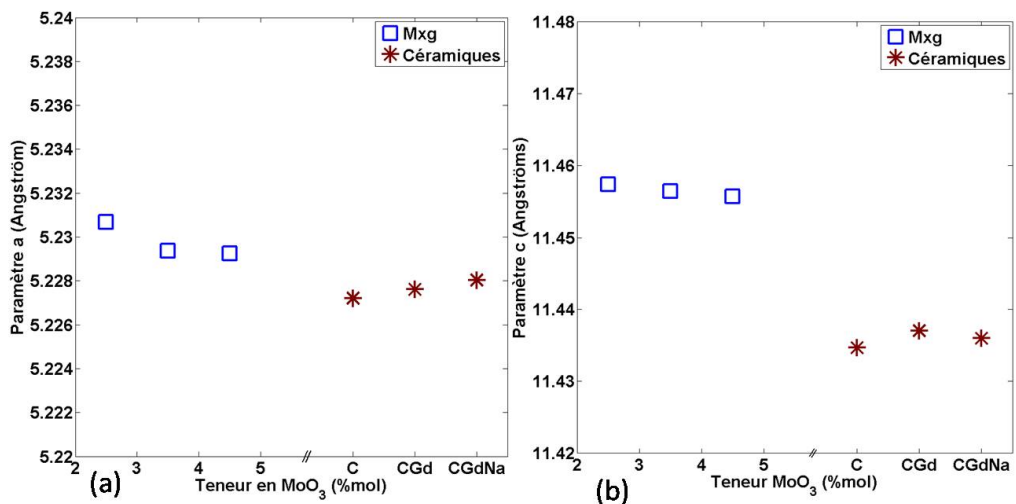 5.24
5.238
5.236
5.234
5.232
5.23
5.228
5.226
5.224
5.222
5.22
Paramètre a (Angström)
Mxg
Céramiques
2 3 4 5 // C CGd CGdNa
(a) Teneur en MoO3 (%mol)
11.48
11.47
11.46
11.45
11.44
11.43
11.42
Paramètre c (Angströms)
Mxg
Céramiques
2 3 4 5 // C CGd CGdNa
(b) Teneur MoO3 (%mol)